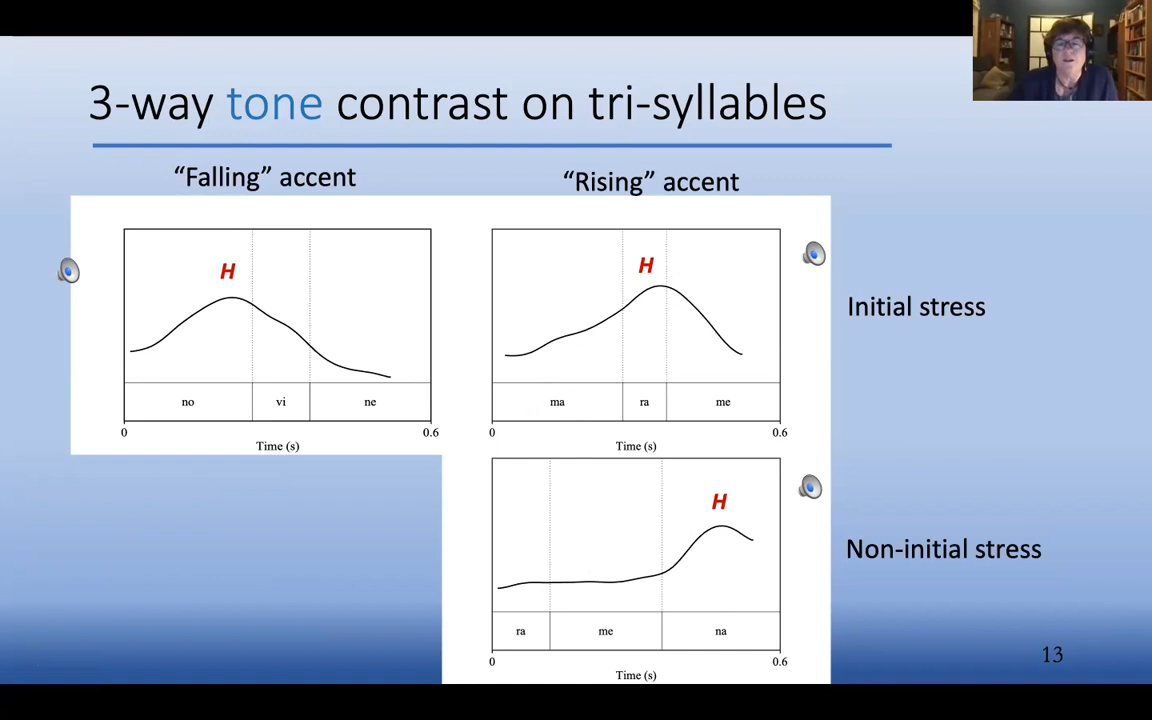 3-way tone contrast on tri-syllables
“Falling” accent
“Rising” accent
H
no vi ne
0 0.6
Time (s)
H
ma ra me
0 0.6
Time (s)
Initial stress
H
ra me na
0 0.6
Time (s)
Non-initial stress
13